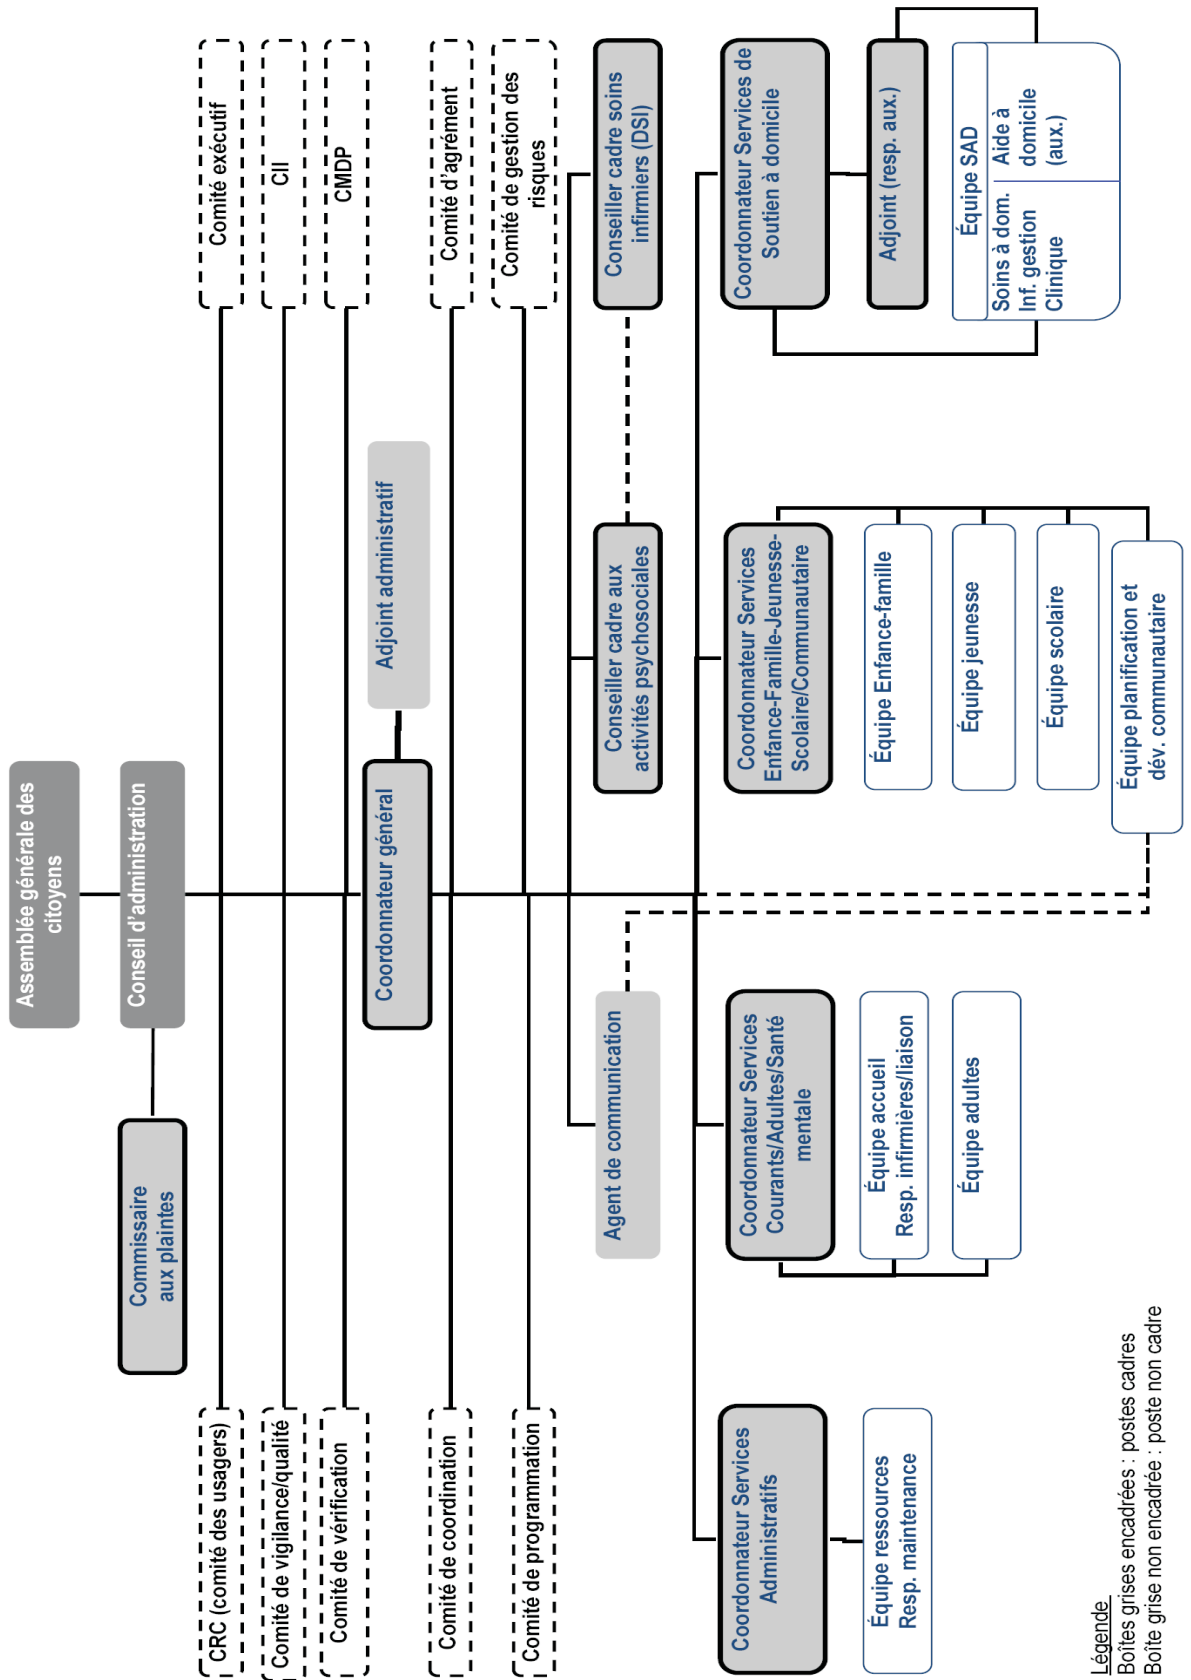 Assemblée générale des
citoyens
Conseil d'administration
Commissaire
aux plaintes
CRC (comité des usagers)
Comité exécutif
Comité de vigilance/qualité
CII
Comité de vérification
CMDP
Coordonnateur général
Adjoint administratif
Comité de coordination
Comité d'agrément
Comité de programmation
Comité de gestion des
risques
Agent de communication
Conseiller cadre aux
activités psychosociales
Conseiller cadre soins
infirmiers (DSI)
Coordonnateur Services
Administratifs
Équipe ressources
Resp. maintenance
Coordonnateur Services
Courants/Adultes/Santé
mentale
Équipe accueil
Resp. infirmières/liaison
Équipe adultes
Coordonnateur Services
Enfance-Famille-Jeunesse-
Scolaire/Communautaire
Équipe Enfance-famille
Équipe jeunesse
Équipe scolaire
Équipe planification et
dév. communautaire
Coordonnateur Services de
Soutien à domicile
Adjoint (resp. aux.)
Équipe SAD
Soins à dom.
Inf. gestion
Clinique
Aide à
domicile
(aux.)
Légende
Boîtes grises encadrées : postes cadres
Boîte grise non encadrée : poste non cadre